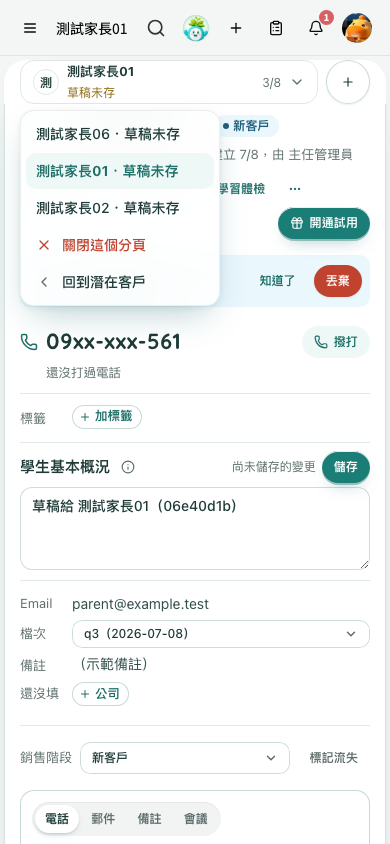 測試家長01
1
測
測試家長01
草稿未存
3/8
測試家長06・草稿未存
測試家長01・草稿未存
測試家長02・草稿未存
關閉這個分頁
回到潛在客戶
新客戶
建立 7/8，由 主任管理員
學習體檢
開通試用
知道了
丟棄
09xx-xxx-561
撥打
還沒打過電話
標籤
+ 加標籤
學生基本概況
尚未儲存的變更
儲存
草稿給 測試家長01（06e40d1b）
Email parent@example.test
檔次 q3（2026-07-08）
備註 （示範備註）
還沒填 + 公司
銷售階段 新客戶 標記流失
電話 郵件 備註 會議